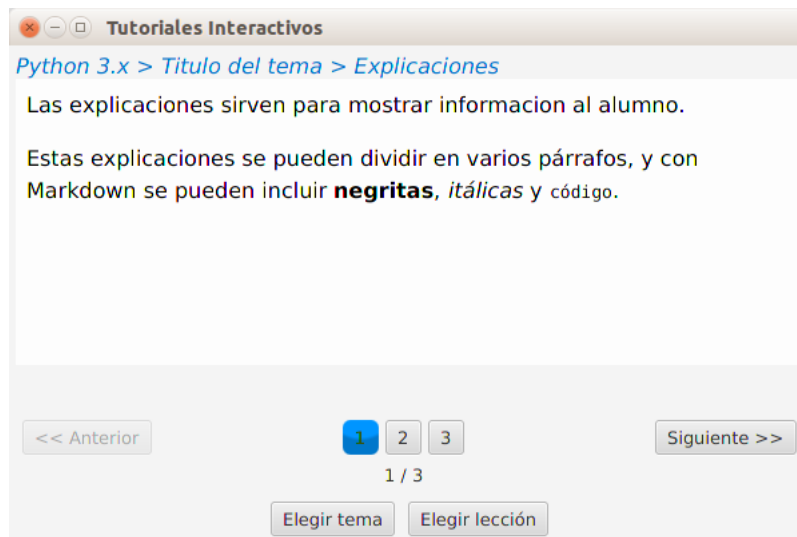 Tutoriales Interactivos
Python 3.x > Titulo del tema > Explicaciones
Las explicaciones sirven para mostrar informacion al alumno.
Estas explicaciones se pueden dividir en varios párrafos, y con
Markdown se pueden incluir negritas, itálicas y código.
<< Anterior 1 2 3 Siguiente >>
1 / 3
Elegir tema Elegir lección